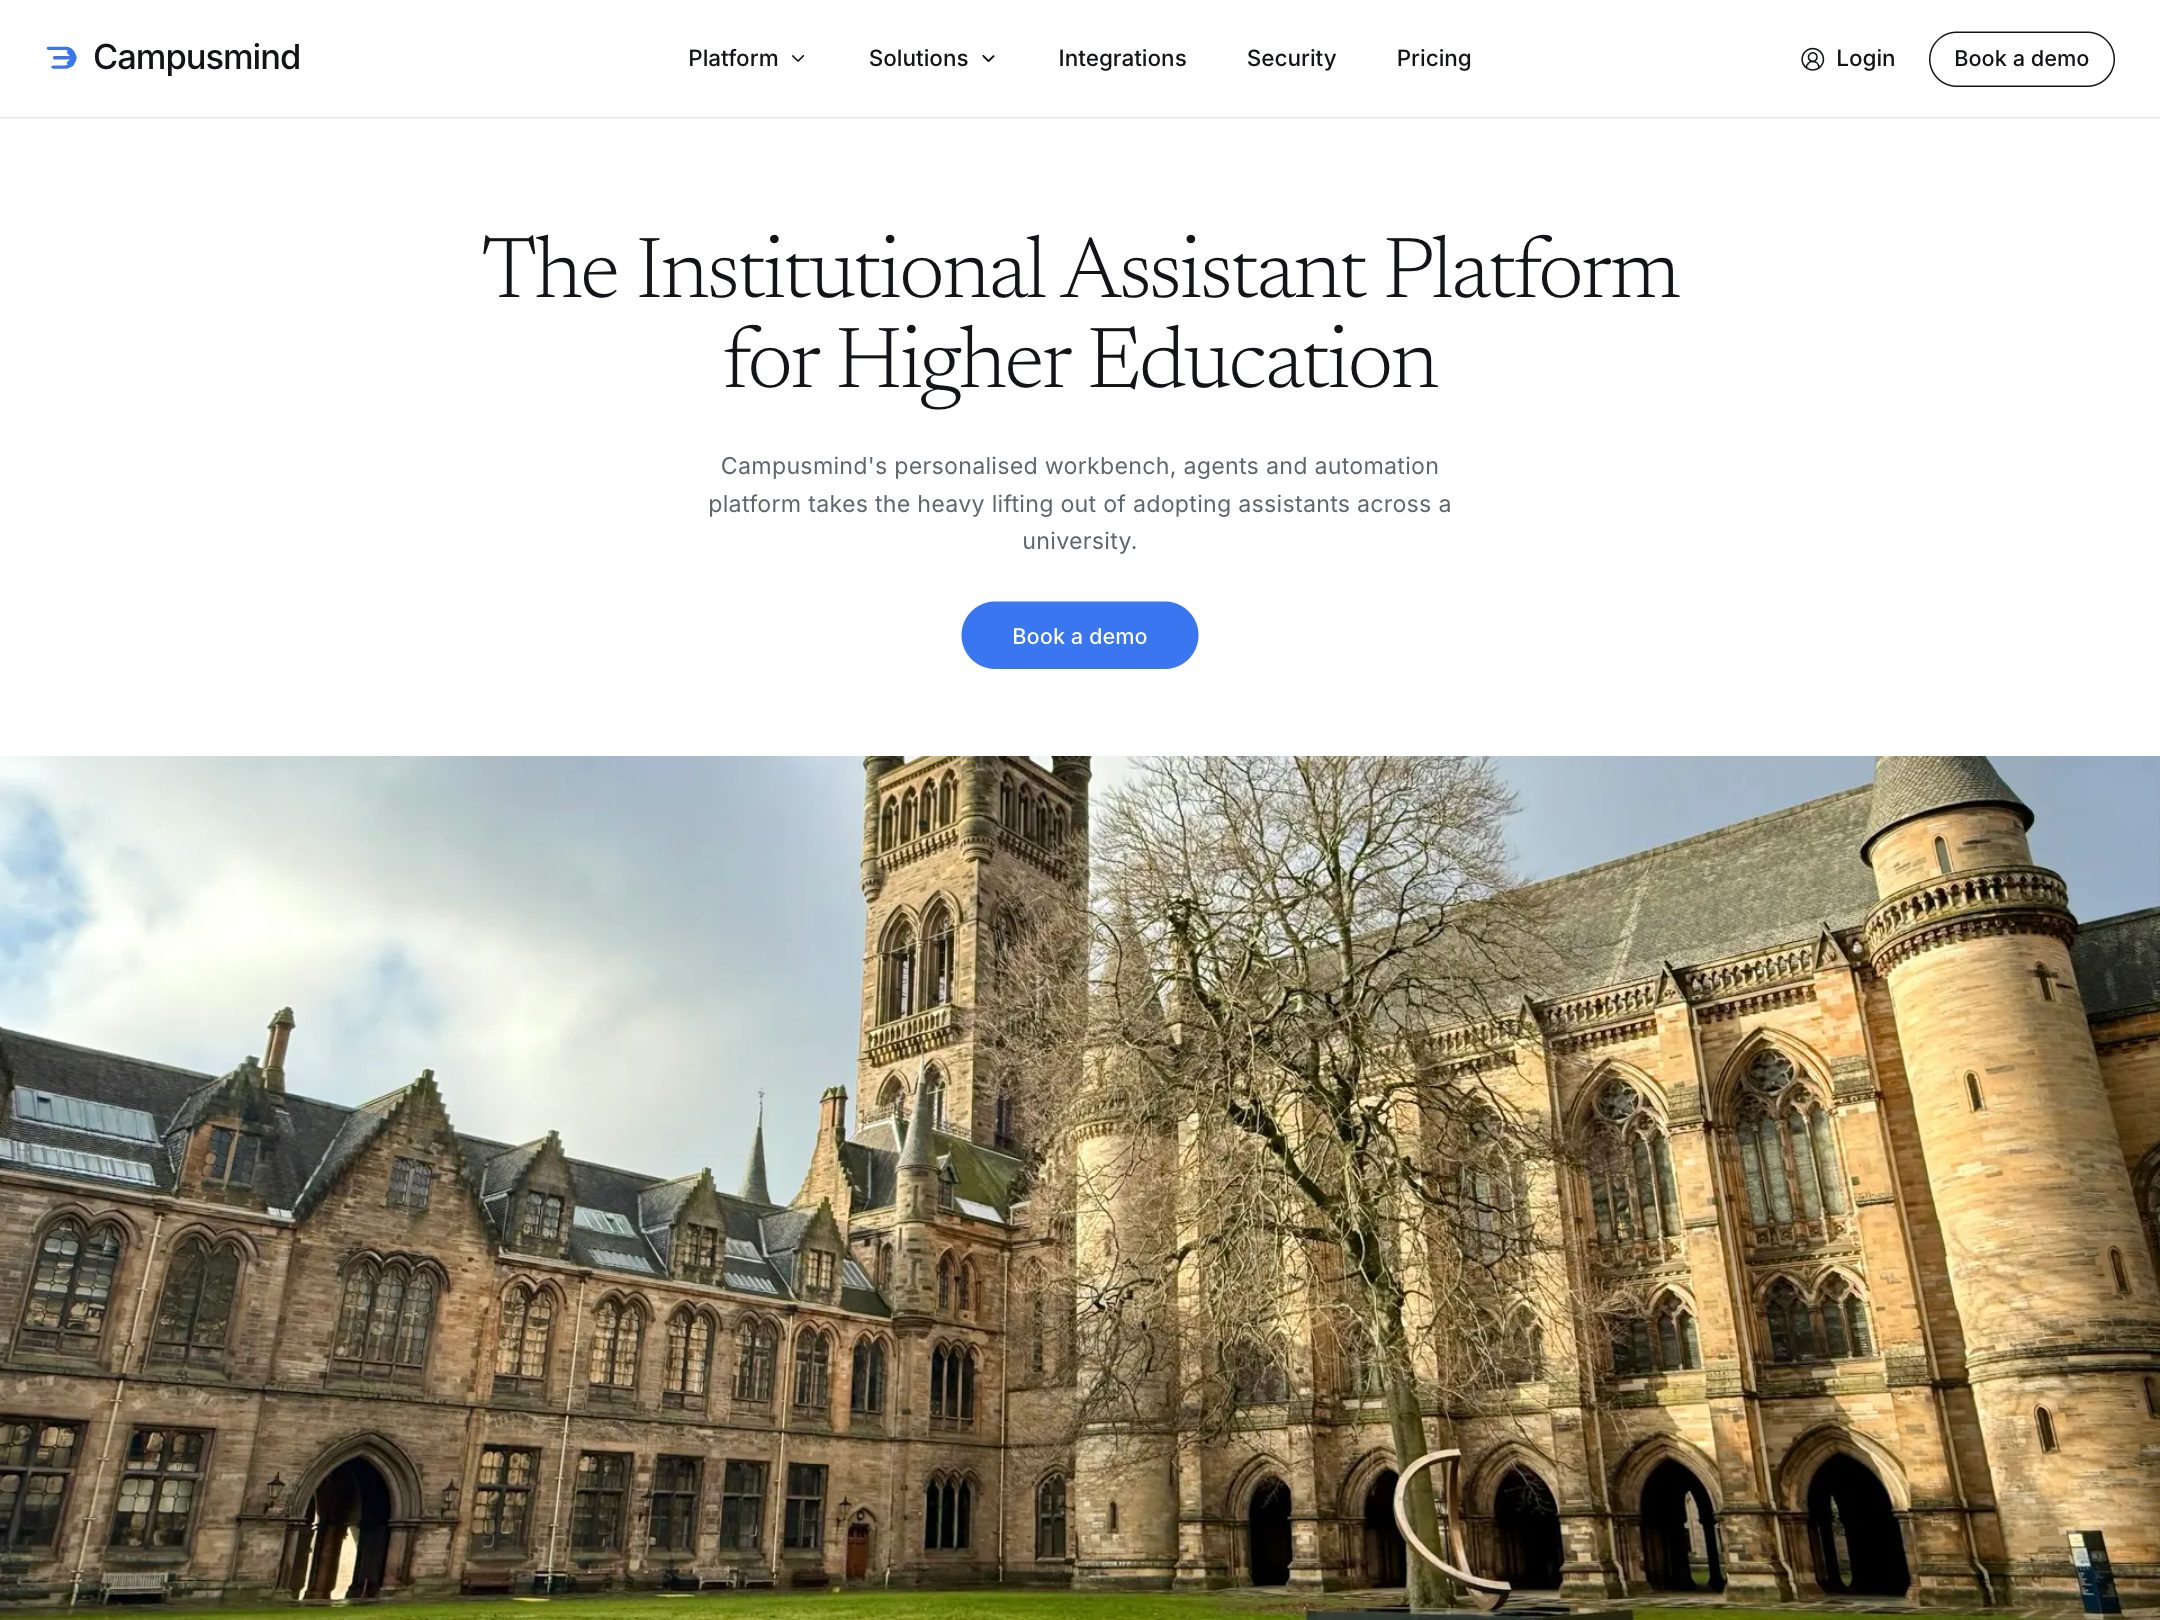 Campusmind
Platform
Solutions
Integrations
Security
Pricing
Login
Book a demo
The Institutional Assistant Platform
for Higher Education
Campusmind's personalised workbench, agents and automation
platform takes the heavy lifting out of adopting assistants across a
university.
Book a demo